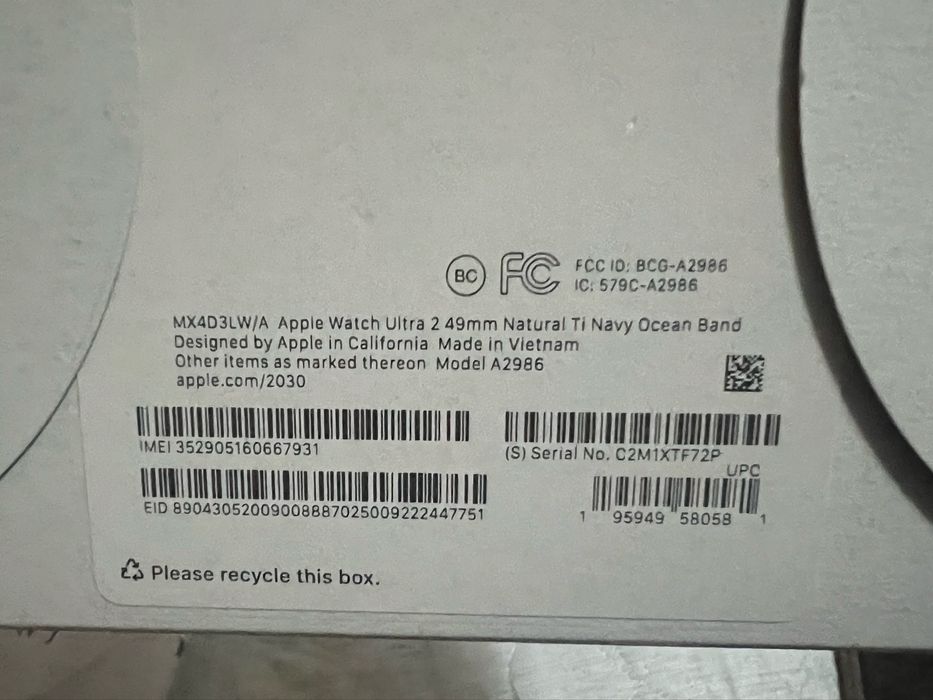 BC FC FCC ID: BCG-A2986
IC: 579C-A2986
MX4D3LW/A Apple Watch Ultra 2 49mm Natural Ti Navy Ocean Band
Designed by Apple in California Made in Vietnam
Other items as marked thereon Model A2986
apple.com/2030
IMEI 352905160667931
(S) Serial No. C2M1XTF72P
UPC
EID 89043052009008887025009222447751
1 95949 58058 1
Please recycle this box.